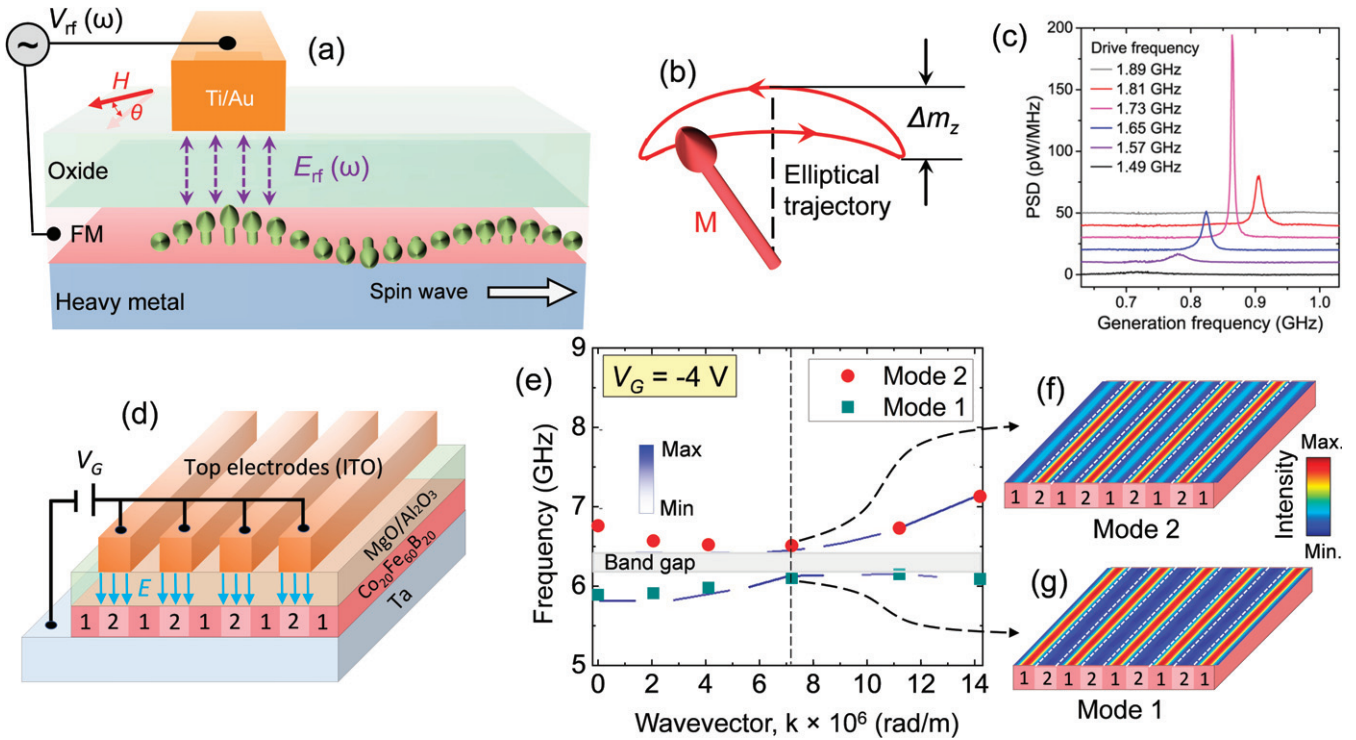 V_rf (ω)
~
(a)
H
θ
Ti/Au
Oxide
E_rf (ω)
FM
Heavy metal
Spin wave
(b)
Δm_z
Elliptical
trajectory
M
(c)
PSD (pW/MHz)
200
150
100
50
0
Drive frequency
1.89 GHz
1.81 GHz
1.73 GHz
1.65 GHz
1.57 GHz
1.49 GHz
0.7 0.8 0.9 1.0
Generation frequency (GHz)
(d)
V_G
Top electrodes (ITO)
MgO/Al₂O₃
Co₂₀Fe₆₀B₂₀
Ta
E
1 2 1 2 1 2 1 2 1
(e)
V_G = -4 V
Mode 2
Mode 1
Max
Min
Band gap
Frequency (GHz)
9
8
7
6
5
0 2 4 6 8 10 12 14
Wavevector, k × 10⁶ (rad/m)
(f)
1 2 1 2 1 2 1 2 1
Mode 2
Max.
Intensity
Min.
(g)
1 2 1 2 1 2 1 2 1
Mode 1